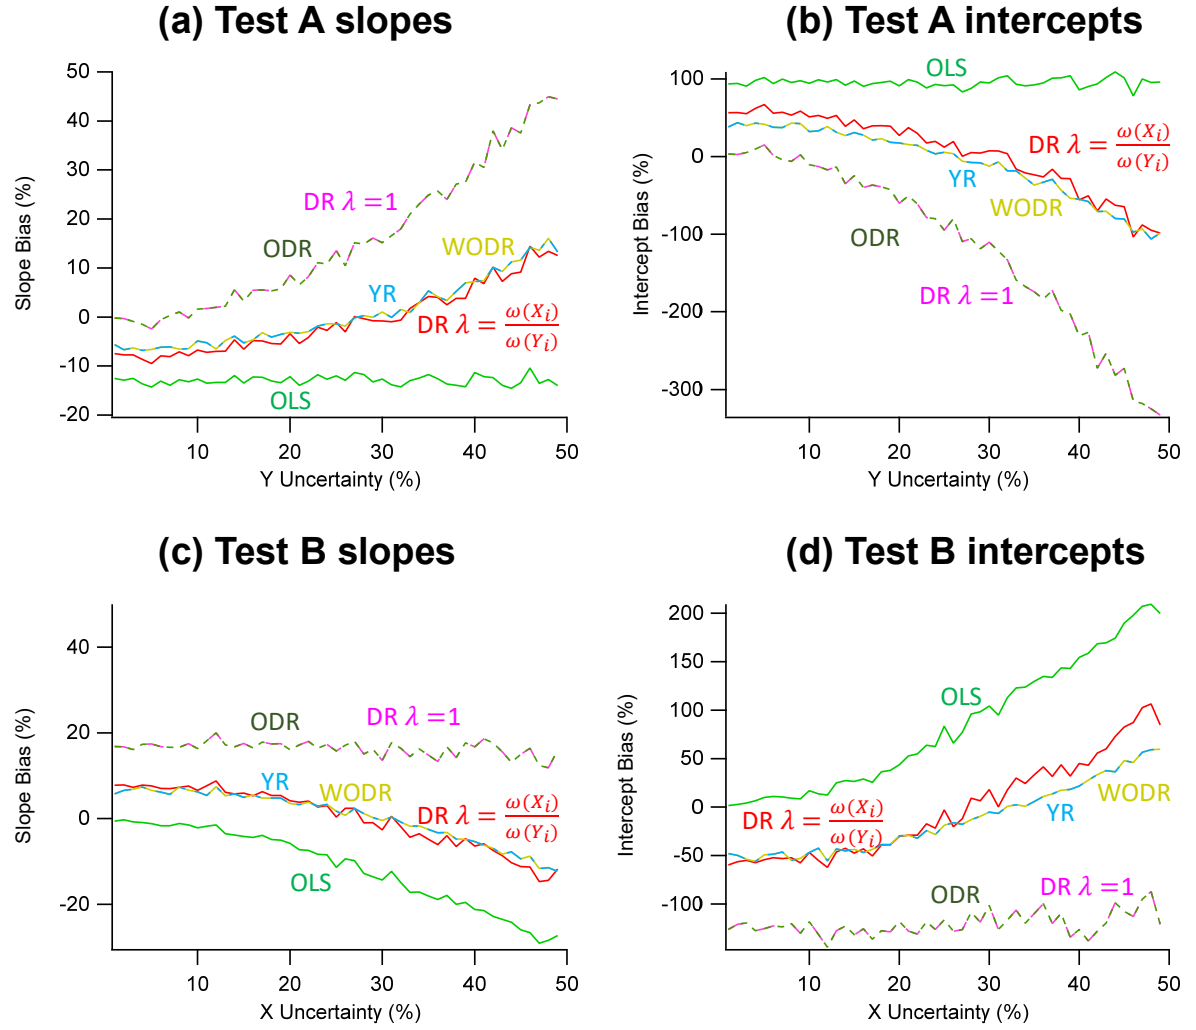 (a) Test A slopes
(b) Test A intercepts
50
40
30
20
10
0
-10
-20
Slope Bias (%)
DR λ =1
ODR
WODR
YR
DR λ = ω(Xᵢ)/ω(Yᵢ)
OLS
10 20 30 40 50
Y Uncertainty (%)
100
0
-100
-200
-300
Intercept Bias (%)
OLS
DR λ = ω(Xᵢ)/ω(Yᵢ)
YR
WODR
ODR
DR λ =1
10 20 30 40 50
Y Uncertainty (%)
(c) Test B slopes
(d) Test B intercepts
40
20
0
-20
Slope Bias (%)
ODR
DR λ =1
YR
WODR
DR λ = ω(Xᵢ)/ω(Yᵢ)
OLS
10 20 30 40 50
X Uncertainty (%)
200
150
100
50
0
-50
-100
Intercept Bias (%)
OLS
DR λ = ω(Xᵢ)/ω(Yᵢ)
YR
WODR
ODR
DR λ =1
10 20 30 40 50
X Uncertainty (%)